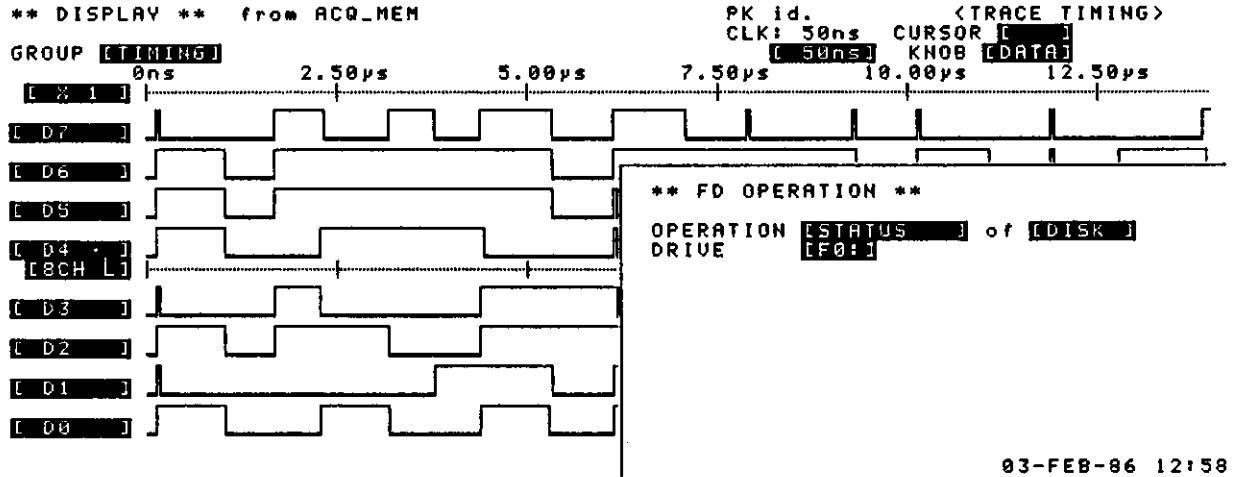 ** DISPLAY ** from ACQ_MEM PK id. <TRACE TIMING>
CLK: 50ns CURSOR [ ]
GROUP [TIMING] [ 50ns] KNOB [DATA]
0ns 2.50µs 5.00µs 7.50µs 10.00µs 12.50µs
[ X 1 ]
[ D7 ]
[ D6 ]
** FD OPERATION **
[ D5 ]
OPERATION [STATUS ] of [DISK ]
[ D4 · ]
DRIVE [F0:]
[8CH L]
[ D3 ]
[ D2 ]
[ D1 ]
[ D0 ]
03-FEB-86 12:58